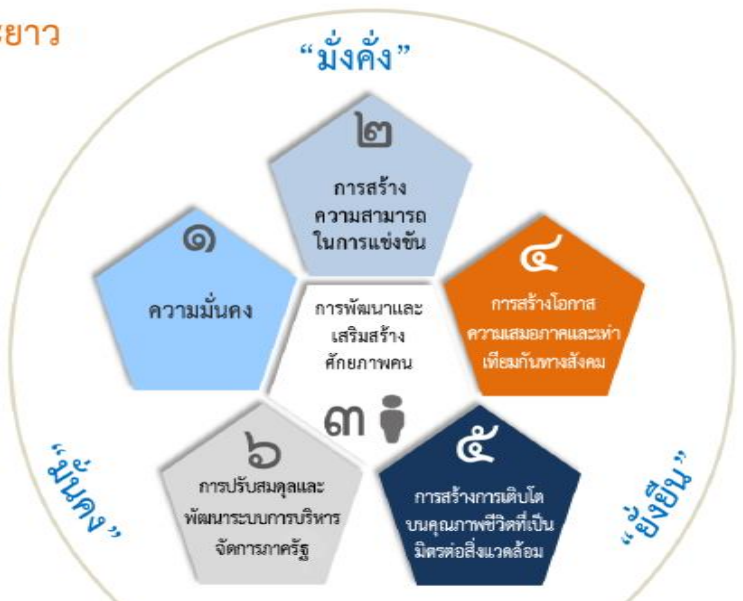 ะยาว
“มั่งคั่ง”
๒
การสร้าง
ความสามารถ
ในการแข่งขัน
๑
ความมั่นคง
การพัฒนาและ
เสริมสร้าง
ศักยภาพคน
๓
๔
การสร้างโอกาส
ความเสมอภาคและเท่า
เทียมกันทางสังคม
๖
การปรับสมดุลและ
พัฒนาระบบการบริหาร
จัดการภาครัฐ
๕
การสร้างการเติบโต
บนคุณภาพชีวิตที่เป็น
มิตรต่อสิ่งแวดล้อม
“มั่นคง”
“ยั่งยืน”